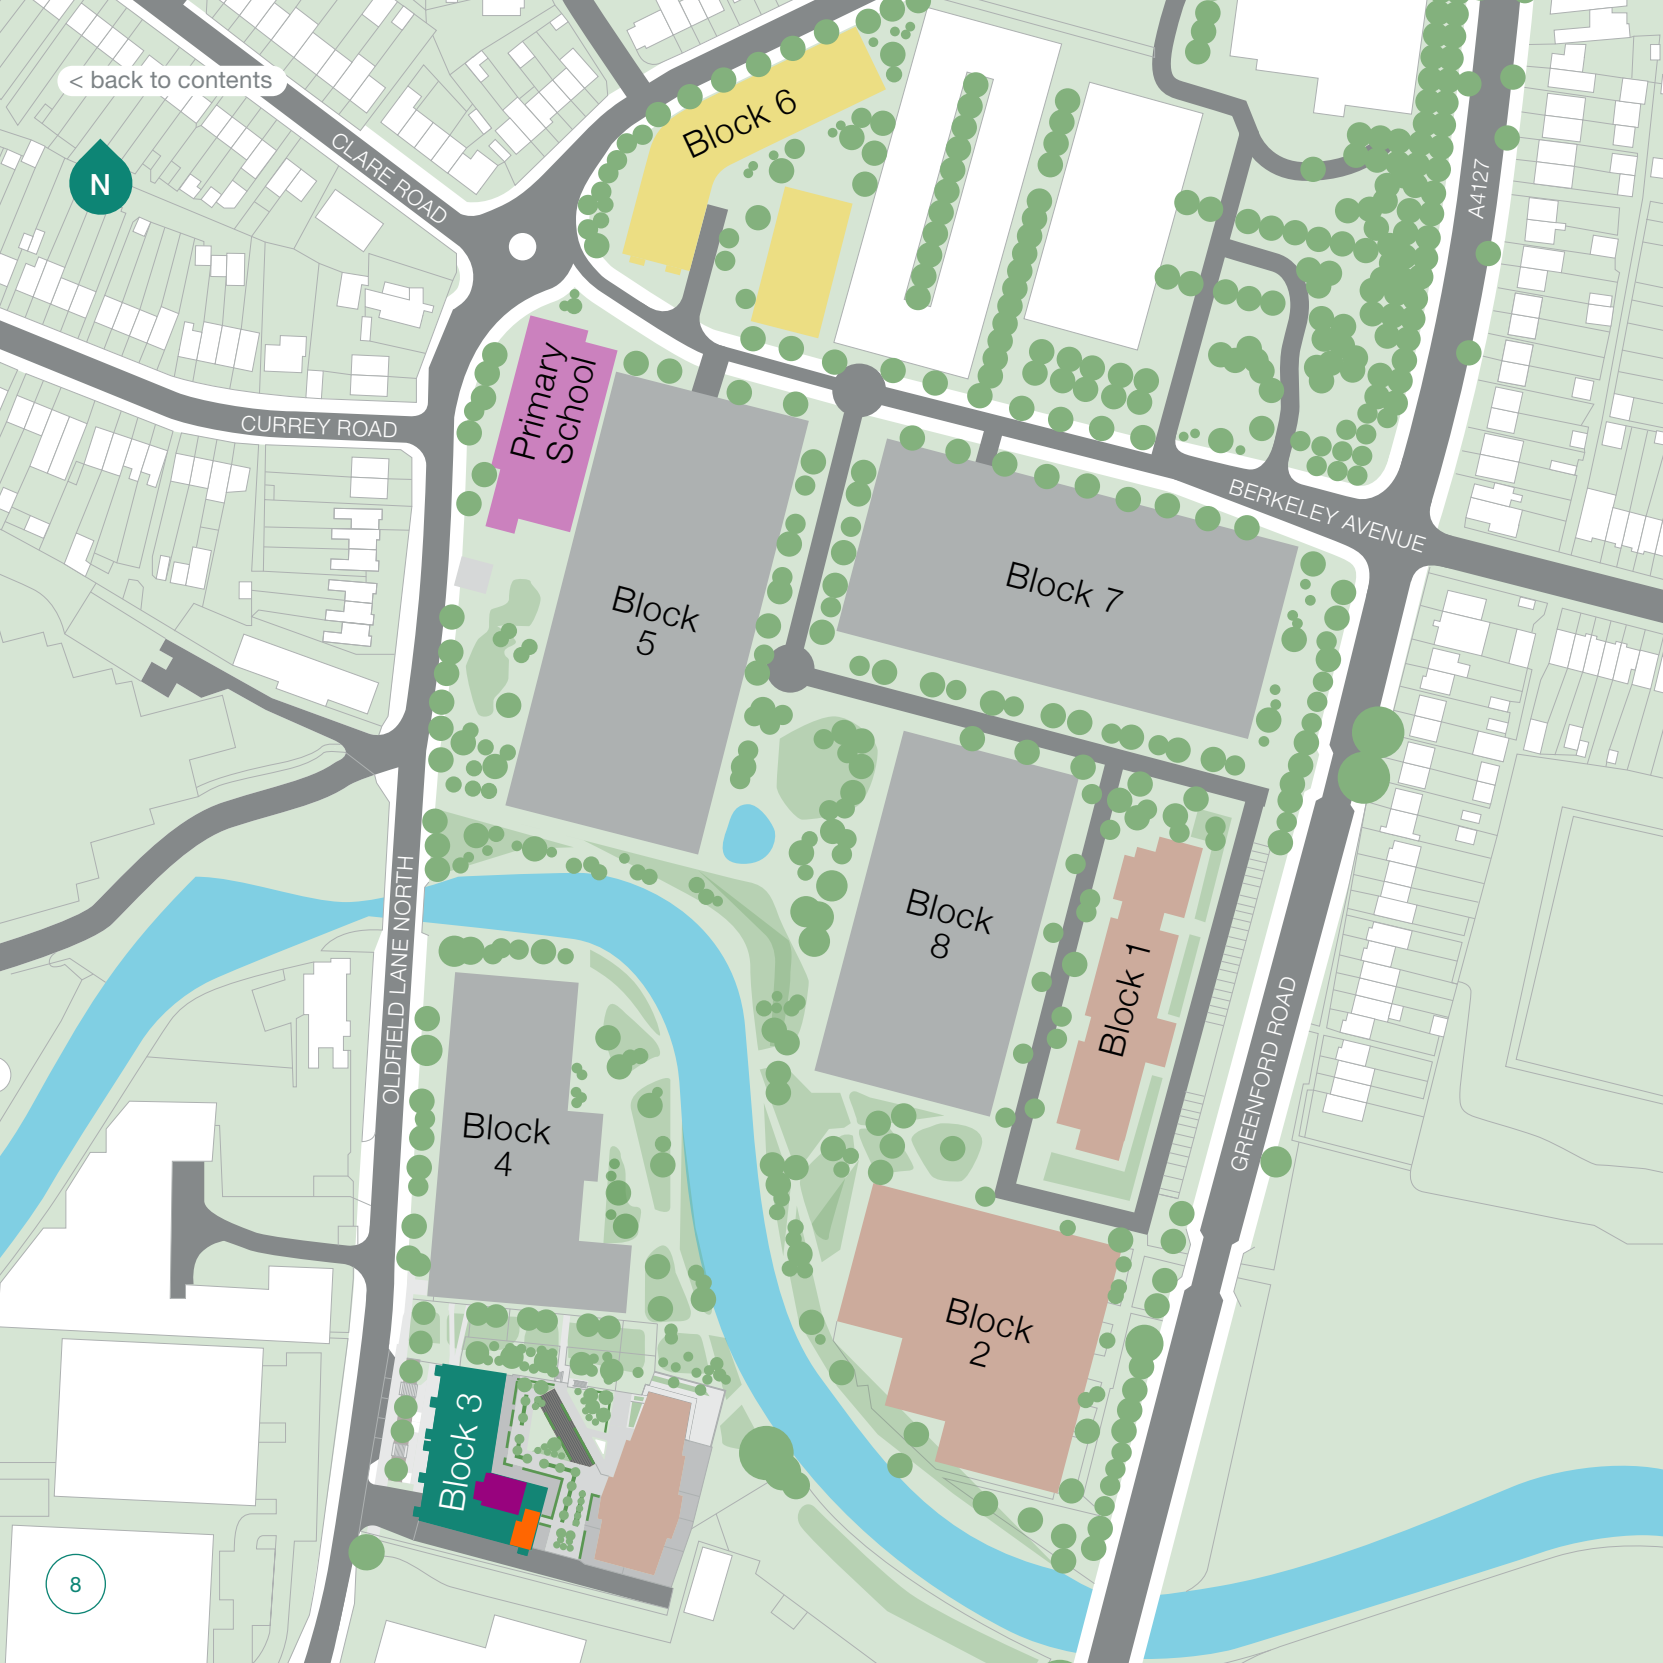 < back to contents
N
CLARE ROAD
CURREY ROAD
Block 6
Primary
School
A4127
BERKELEY AVENUE
Block
5
Block 7
Block
8
Block 1
OLDFIELD LANE NORTH
GREENFORD ROAD
Block
4
Block
2
Block 3
8